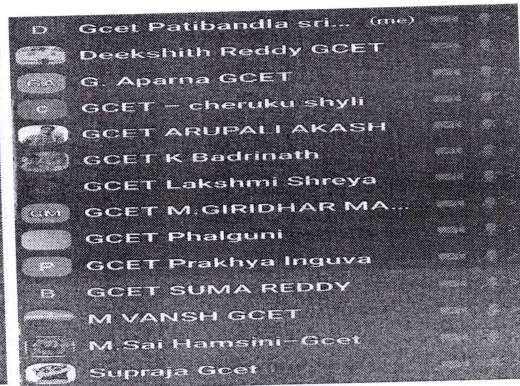 D Gcet Patibandla sri... (me)
Deekshith Reddy GCET
GA G. Aparna GCET
C GCET – cheruku shyli
GCET ARUPALI AKASH
GCET K Badrinath
GCET Lakshmi Shreya
GM GCET M.GIRIDHAR MA...
GCET Phalguni
P GCET Prakhya Inguva
B GCET SUMA REDDY
M VANSH GCET
M.Sai Hamsini-Gcet
Supraja Gcet